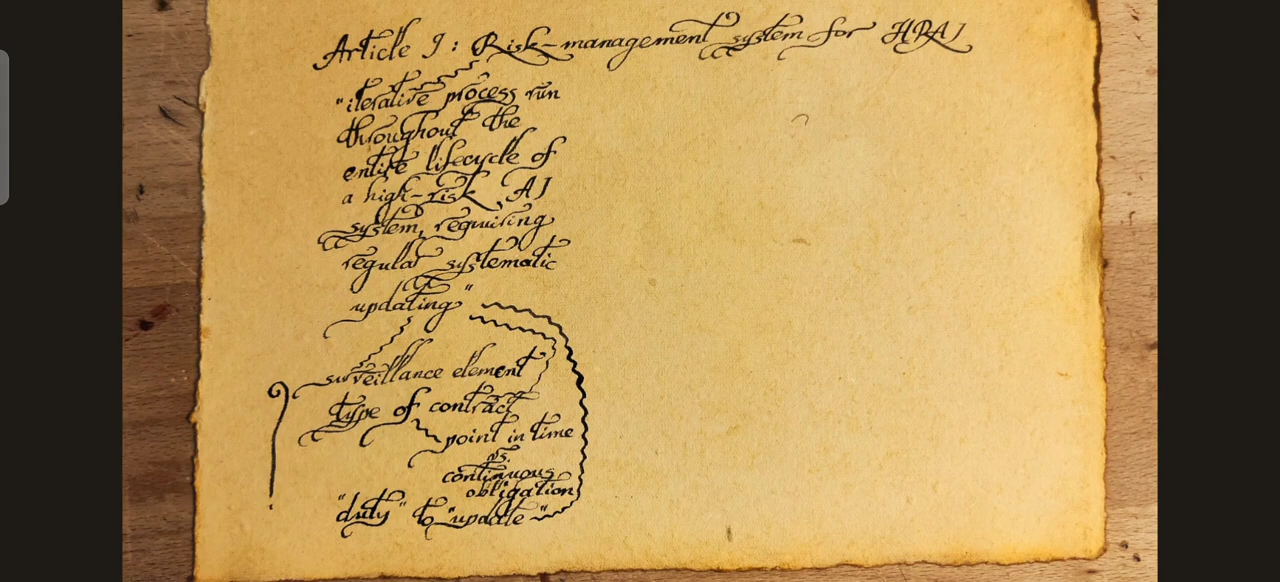 Article 9: Risk-management system for HRAI
"iterative process run
throughout the
entire lifecycle of
a high-risk AI
system, requiring
regular systematic
updating"
surveillance element
type of contract
point in time
vs.
continuous
obligation
"duty" to "update"